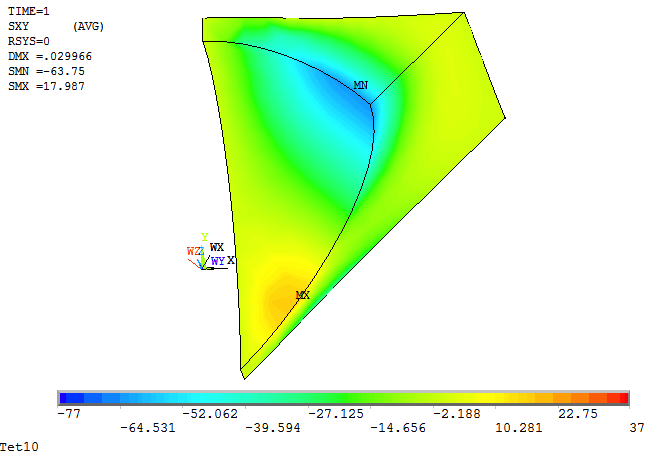 TIME=1
SXY (AVG)
RSYS=0
DMX =.029966
SMN =-63.75
SMX =17.987
MN
Y
WZ WX
WY X
MX
-77 -52.062 -27.125 -2.188 22.75
-64.531 -39.594 -14.656 10.281 37
Tet10